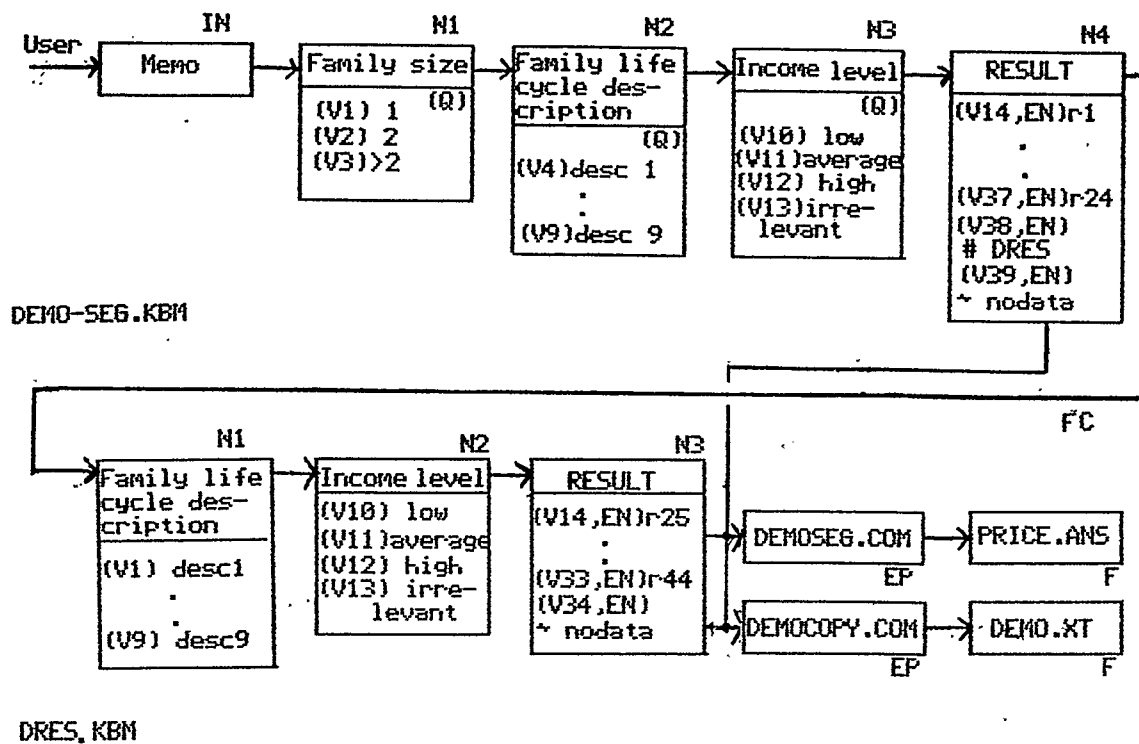 IN
N1
N2
N3
N4
User
Memo
Family size
(Q)
(V1) 1
(V2) 2
(V3)>2
Family life
cycle des-
cription
(Q)
(V4)desc 1
.
.
(V9)desc 9
Income level
(Q)
(V10) low
(V11)average
(V12) high
(V13)irre-
levant
RESULT
(V14,EN)r1
.
.
(V37,EN)r24
(V38,EN)
# DRES
(V39,EN)
~ nodata
DEMO-SEG.KBM
FC
N1
N2
N3
Family life
cycle des-
cription
(V1) desc1
.
.
(V9) desc9
Income level
(V10) low
(V11)average
(V12) high
(V13) irre-
levant
RESULT
(V14,EN)r25
.
.
(V33,EN)r44
(V34,EN)
~ nodata
DEMOSEG.COM
EP
PRICE.ANS
F
DEMOCOPY.COM
EP
DEMO.XT
F
DRES.KBM